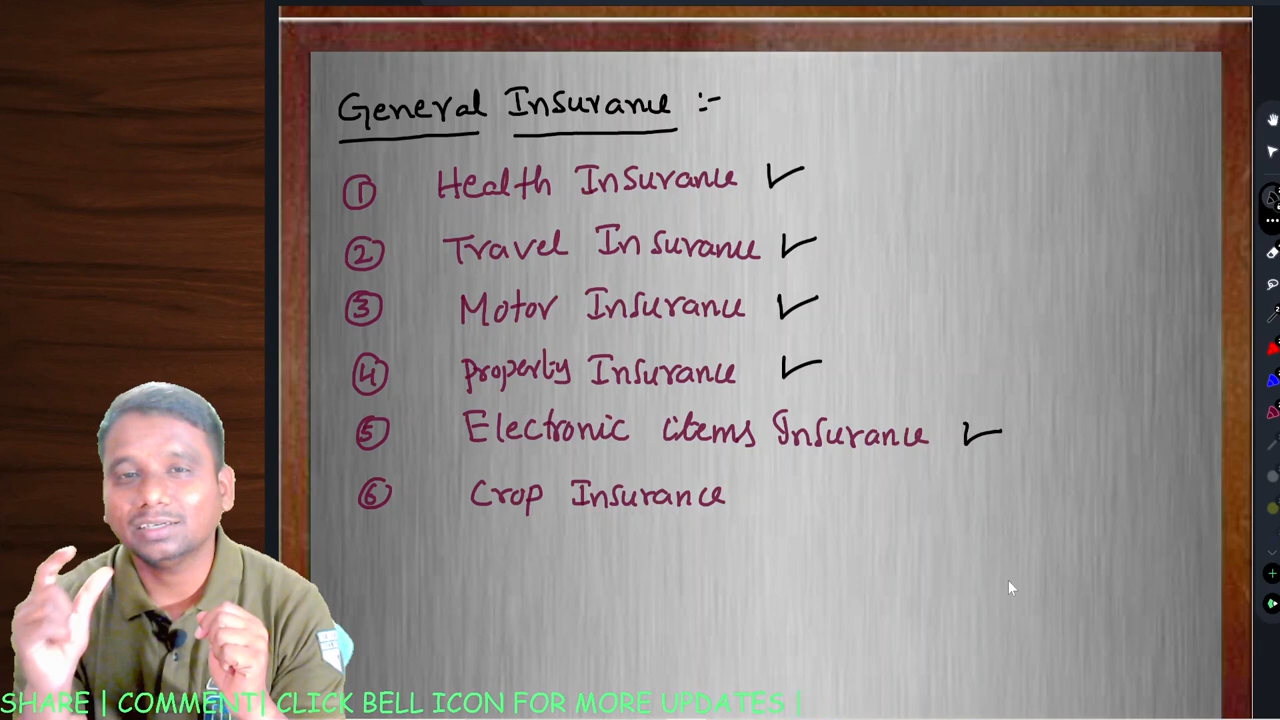 General Insurance :-
① Health Insurance ✓
② Travel Insurance ✓
③ Motor Insurance ✓
④ property Insurance ✓
⑤ Electronic items Insurance ✓
⑥ Crop Insurance
SHARE | COMMENT| CLICK BELL ICON FOR MORE UPDATES |